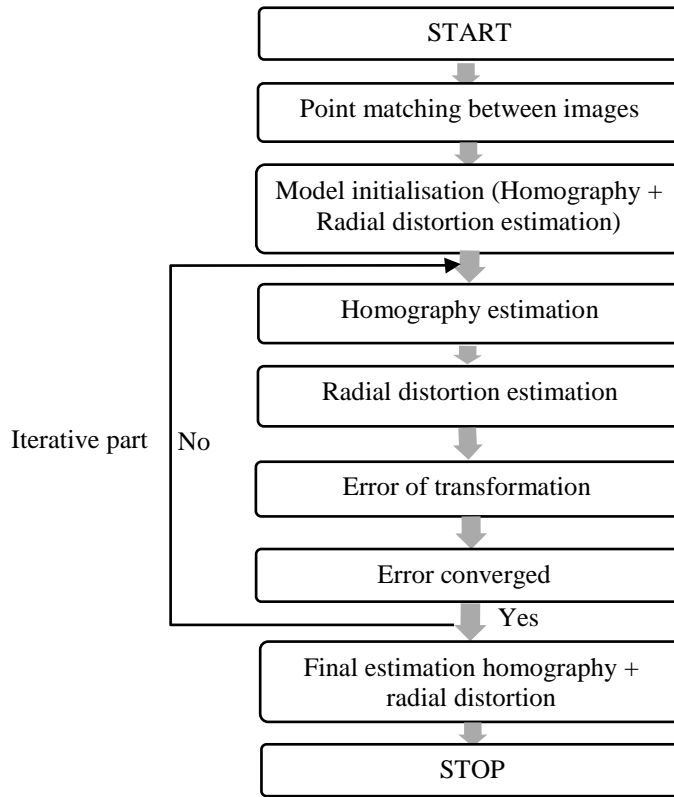 START
Point matching between images
Model initialisation (Homography +
Radial distortion estimation)
Homography estimation
Radial distortion estimation
Iterative part
No
Error of transformation
Error converged
Yes
Final estimation homography +
radial distortion
STOP